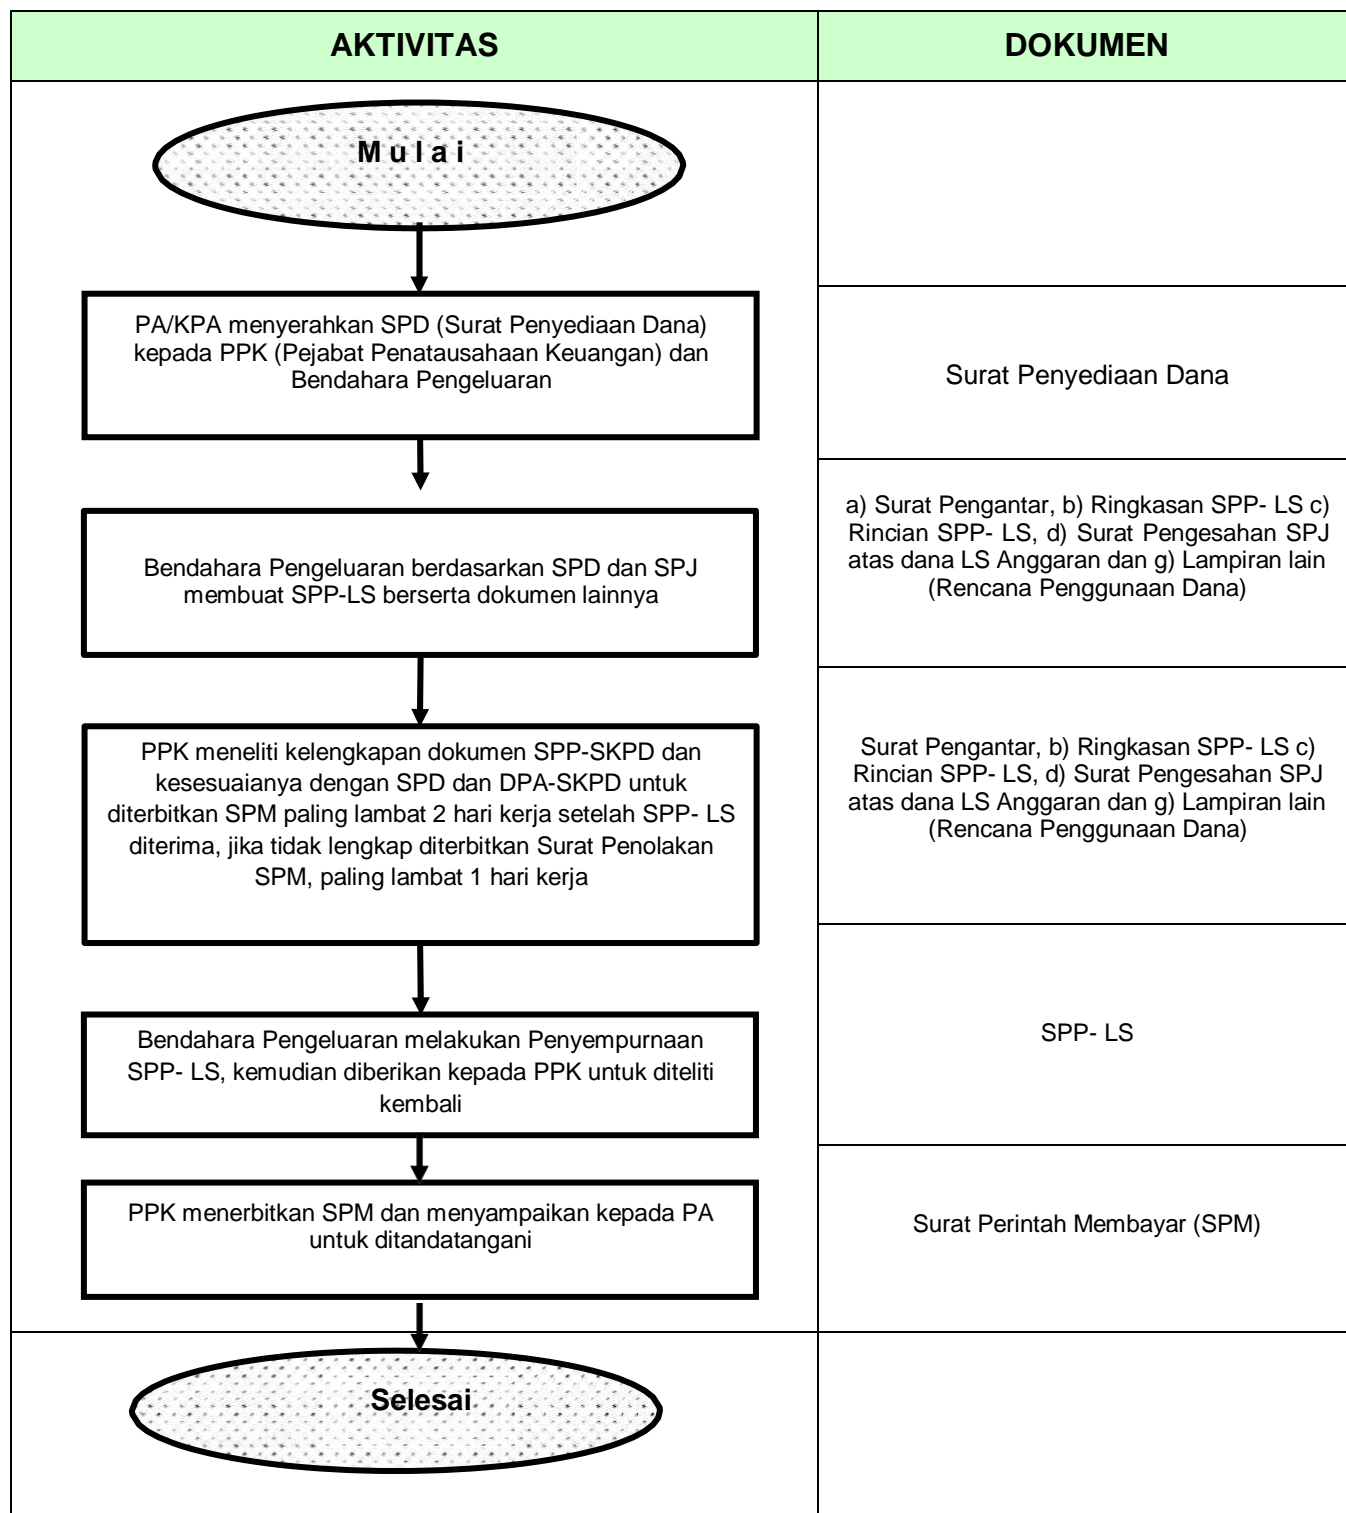 AKTIVITAS
DOKUMEN
M u l a i
PA/KPA menyerahkan SPD (Surat Penyediaan Dana)
kepada PPK (Pejabat Penatausahaan Keuangan) dan
Bendahara Pengeluaran
Surat Penyediaan Dana
Bendahara Pengeluaran berdasarkan SPD dan SPJ
membuat SPP-LS berserta dokumen lainnya
a) Surat Pengantar, b) Ringkasan SPP- LS c)
Rincian SPP- LS, d) Surat Pengesahan SPJ
atas dana LS Anggaran dan g) Lampiran lain
(Rencana Penggunaan Dana)
PPK meneliti kelengkapan dokumen SPP-SKPD dan
kesesuaianya dengan SPD dan DPA-SKPD untuk
diterbitkan SPM paling lambat 2 hari kerja setelah SPP- LS
diterima, jika tidak lengkap diterbitkan Surat Penolakan
SPM, paling lambat 1 hari kerja
Surat Pengantar, b) Ringkasan SPP- LS c)
Rincian SPP- LS, d) Surat Pengesahan SPJ
atas dana LS Anggaran dan g) Lampiran lain
(Rencana Penggunaan Dana)
Bendahara Pengeluaran melakukan Penyempurnaan
SPP- LS, kemudian diberikan kepada PPK untuk diteliti
kembali
SPP- LS
PPK menerbitkan SPM dan menyampaikan kepada PA
untuk ditandatangani
Surat Perintah Membayar (SPM)
Selesai